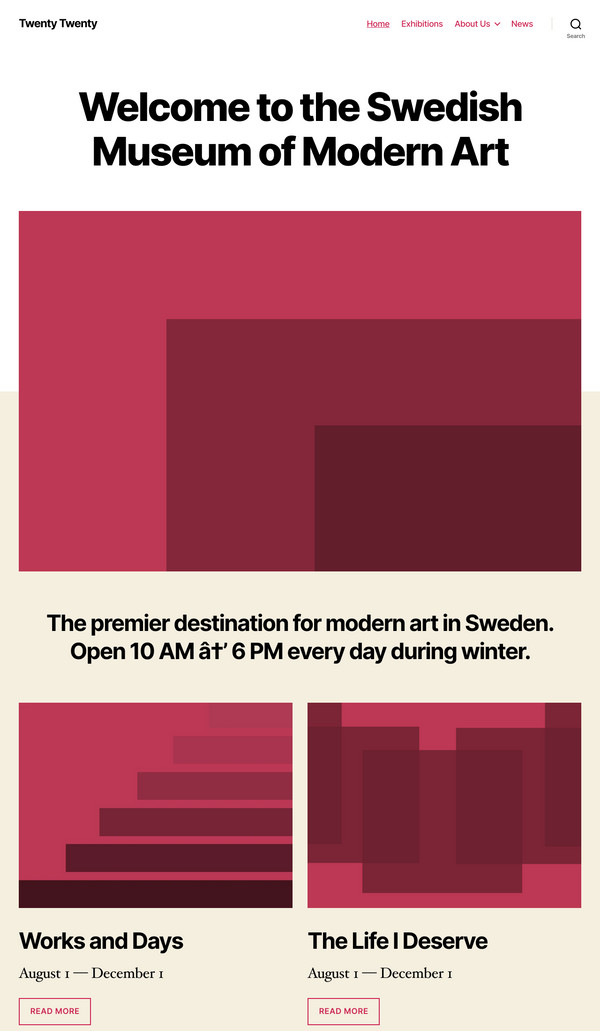 Twenty Twenty
Home Exhibitions About Us News
Search
Welcome to the Swedish
Museum of Modern Art
The premier destination for modern art in Sweden.
Open 10 AM â†’ 6 PM every day during winter.
Works and Days
August 1 — December 1
READ MORE
The Life I Deserve
August 1 — December 1
READ MORE